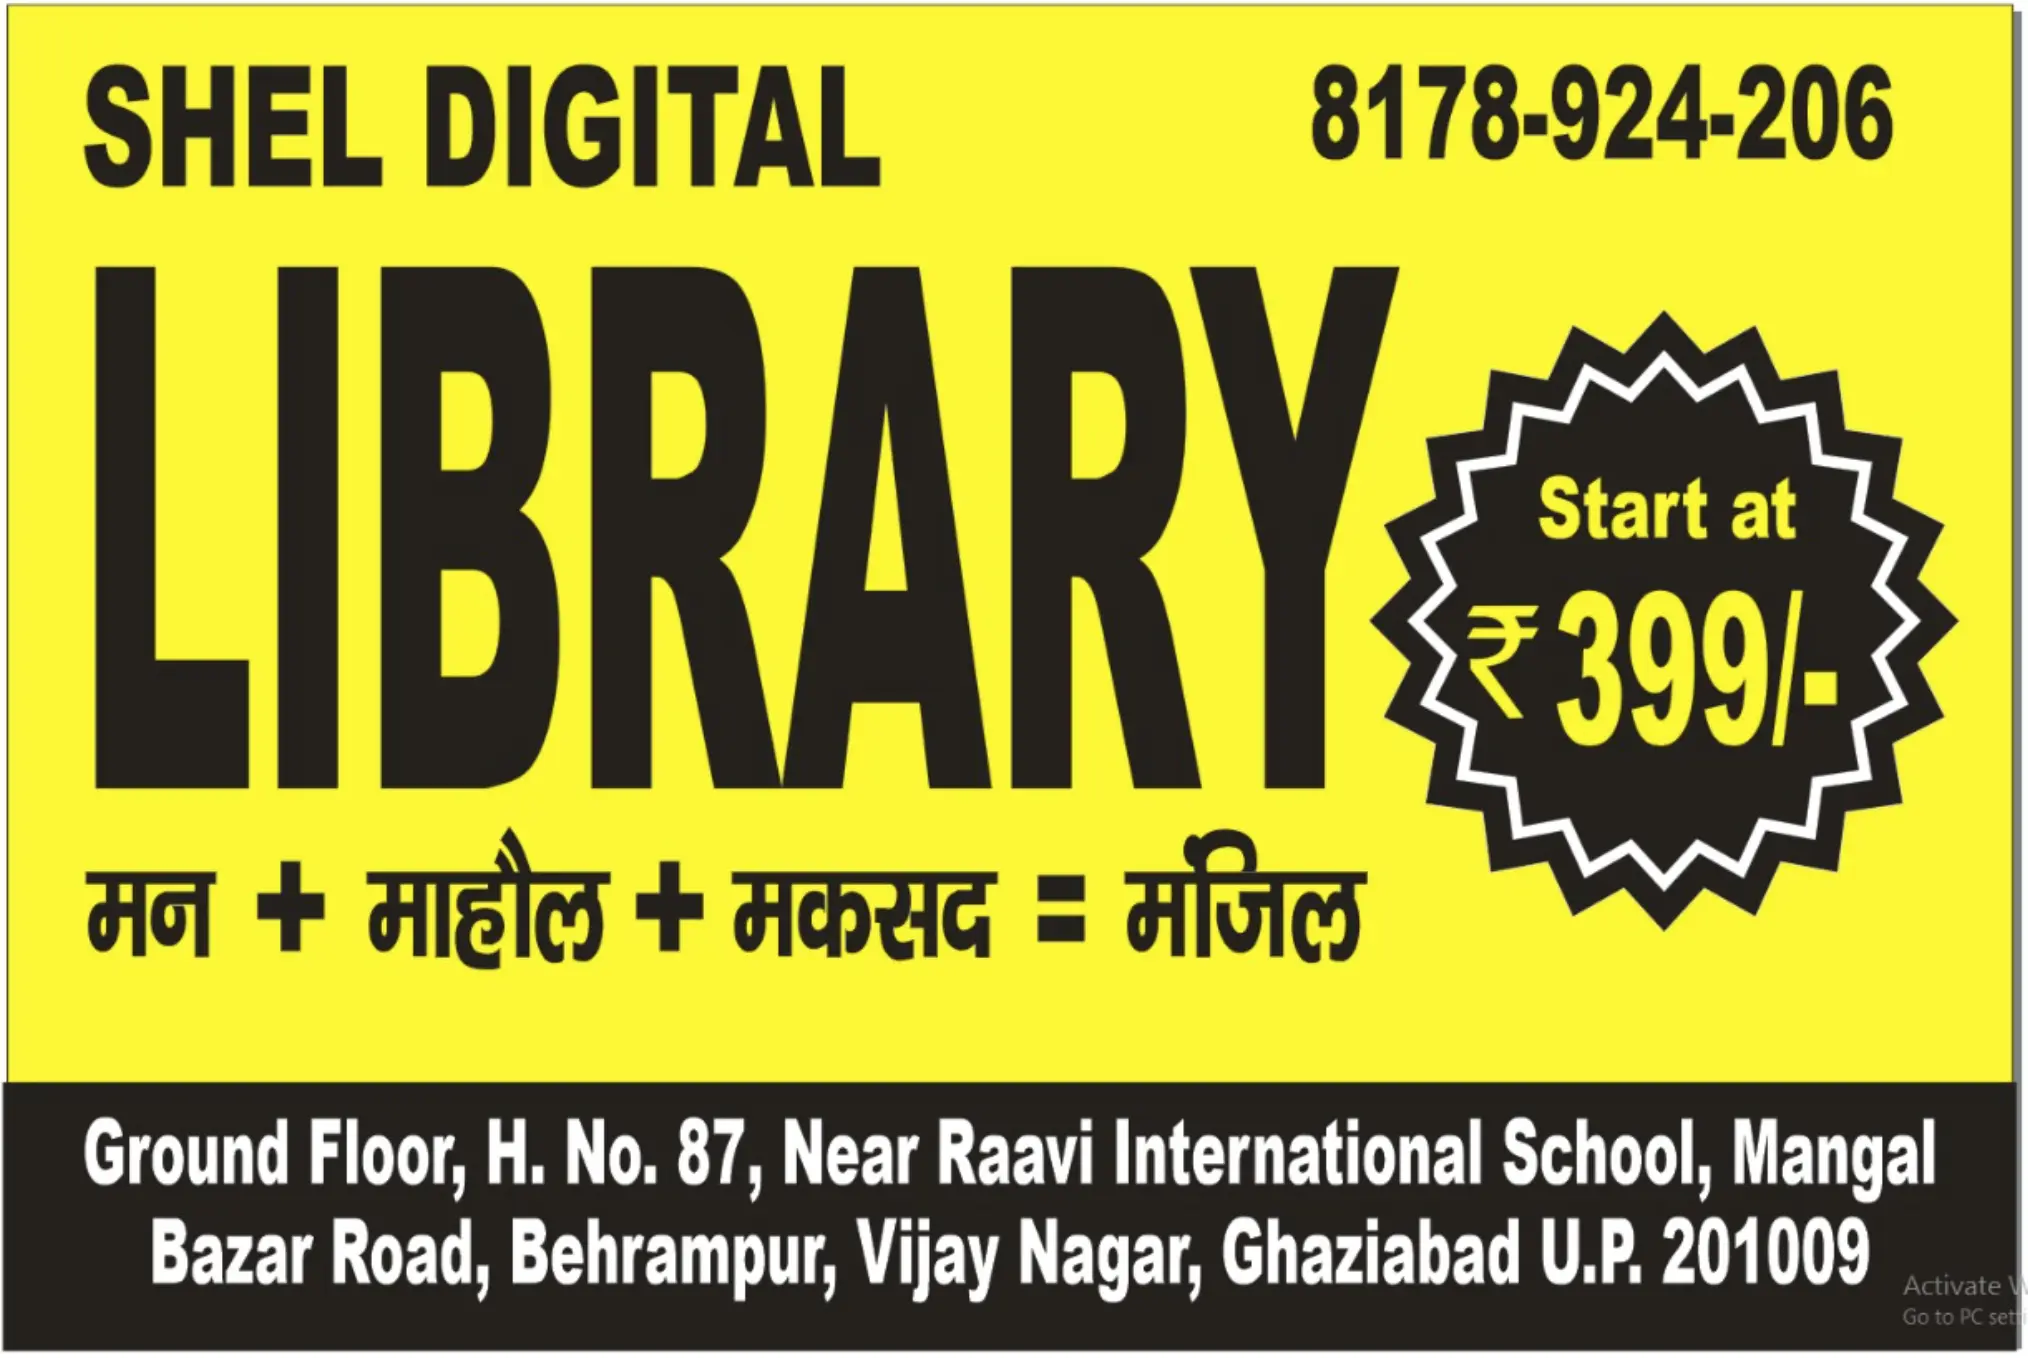 SHEL DIGITAL
8178-924-206
LIBRARY
Start at
₹ 399/-
मन + माहौल + मकसद = मंजिल
Ground Floor, H. No. 87, Near Raavi International School, Mangal
Bazar Road, Behrampur, Vijay Nagar, Ghaziabad U.P. 201009
Activate
Go to PC